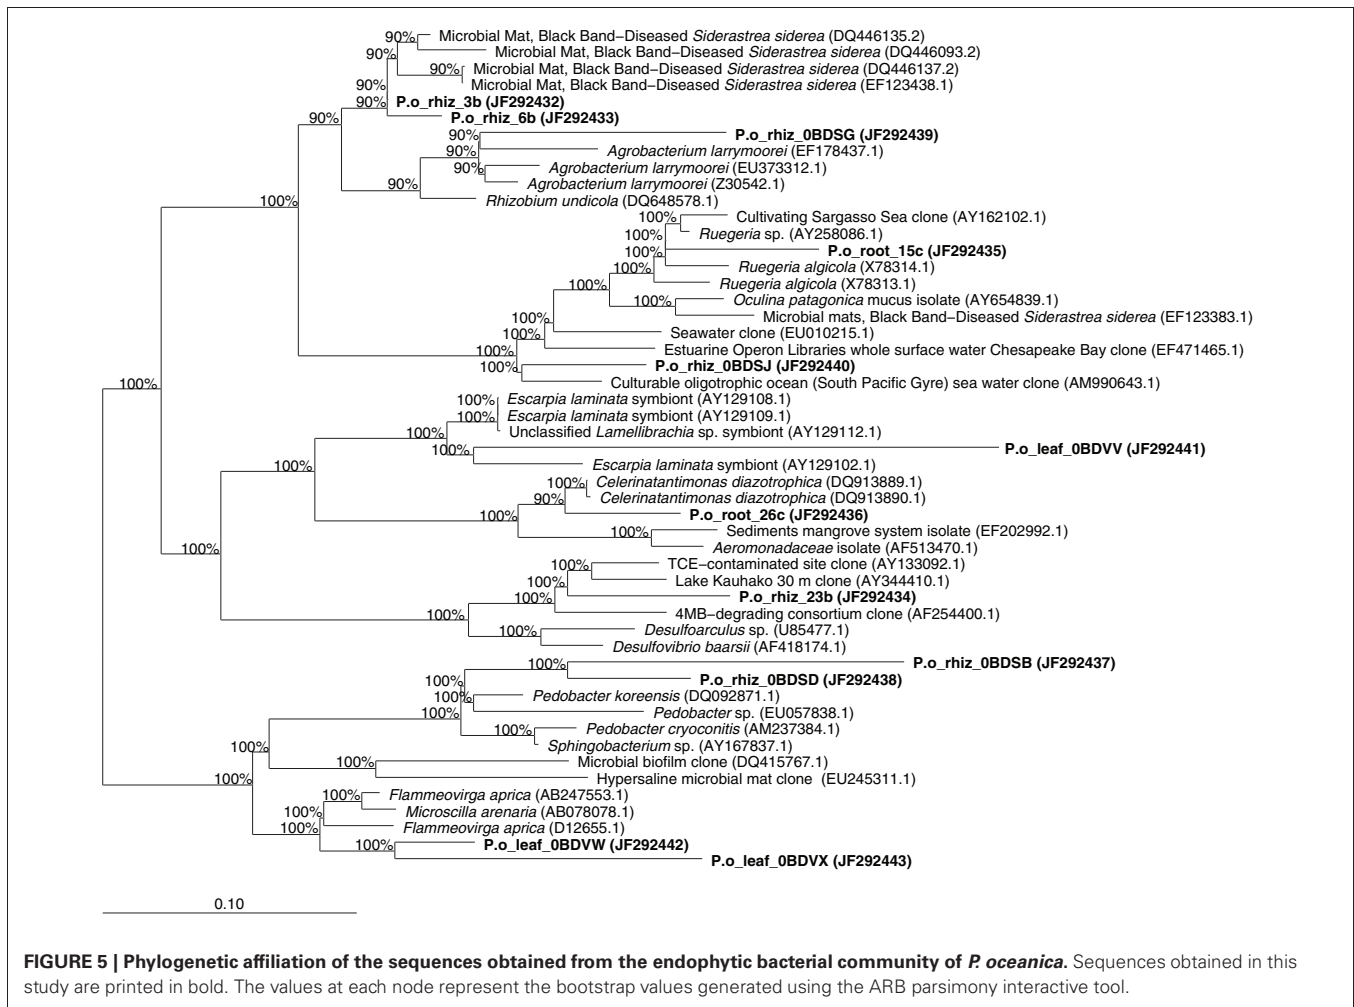 90% Microbial Mat, Black Band−Diseased Siderastrea siderea (DQ446135.2)
90% Microbial Mat, Black Band−Diseased Siderastrea siderea (DQ446093.2)
90% Microbial Mat, Black Band−Diseased Siderastrea siderea (DQ446137.2)
90% Microbial Mat, Black Band−Diseased Siderastrea siderea (EF123438.1)
90% P.o_rhiz_3b (JF292432)
90% P.o_rhiz_6b (JF292433)
90% P.o_rhiz_0BDSG (JF292439)
90% Agrobacterium larrymoorei (EF178437.1)
90% Agrobacterium larrymoorei (EU373312.1)
90% Agrobacterium larrymoorei (Z30542.1)
100% Rhizobium undicola (DQ648578.1)
100% Cultivating Sargasso Sea clone (AY162102.1)
100% Ruegeria sp. (AY258086.1)
100% P.o_root_15c (JF292435)
100% Ruegeria algicola (X78314.1)
100% Ruegeria algicola (X78313.1)
100% Oculina patagonica mucus isolate (AY654839.1)
100% Microbial mats, Black Band−Diseased Siderastrea siderea (EF123383.1)
100% Seawater clone (EU010215.1)
100% Estuarine Operon Libraries whole surface water Chesapeake Bay clone (EF471465.1)
100% P.o_rhiz_0BDSJ (JF292440)
100% Culturable oligotrophic ocean (South Pacific Gyre) sea water clone (AM990643.1)
100% Escarpia laminata symbiont (AY129108.1)
100% Escarpia laminata symbiont (AY129109.1)
100% Unclassified Lamellibrachia sp. symbiont (AY129112.1)
100% P.o_leaf_0BDVV (JF292441)
100% Escarpia laminata symbiont (AY129102.1)
100% Celerinatantimonas diazotrophica (DQ913889.1)
90% Celerinatantimonas diazotrophica (DQ913890.1)
100% P.o_root_26c (JF292436)
100% Sediments mangrove system isolate (EF202992.1)
100% Aeromonadaceae isolate (AF513470.1)
100% TCE−contaminated site clone (AY133092.1)
100% Lake Kauhako 30 m clone (AY344410.1)
100% P.o_rhiz_23b (JF292434)
100% 4MB−degrading consortium clone (AF254400.1)
100% Desulfoarculus sp. (U85477.1)
Desulfovibrio baarsii (AF418174.1)
100% P.o_rhiz_0BDSB (JF292437)
100% P.o_rhiz_0BDSD (JF292438)
100% Pedobacter koreensis (DQ092871.1)
100% Pedobacter sp. (EU057838.1)
100% Pedobacter cryoconitis (AM237384.1)
100% Sphingobacterium sp. (AY167837.1)
100% Microbial biofilm clone (DQ415767.1)
100% Hypersaline microbial mat clone (EU245311.1)
100% Flammeovirga aprica (AB247553.1)
100% Microscilla arenaria (AB078078.1)
100% Flammeovirga aprica (D12655.1)
100% P.o_leaf_0BDVW (JF292442)
P.o_leaf_0BDVX (JF292443)
0.10
FIGURE 5 | Phylogenetic affiliation of the sequences obtained from the endophytic bacterial community of P. oceanica. Sequences obtained in this
study are printed in bold. The values at each node represent the bootstrap values generated using the ARB parsimony interactive tool.